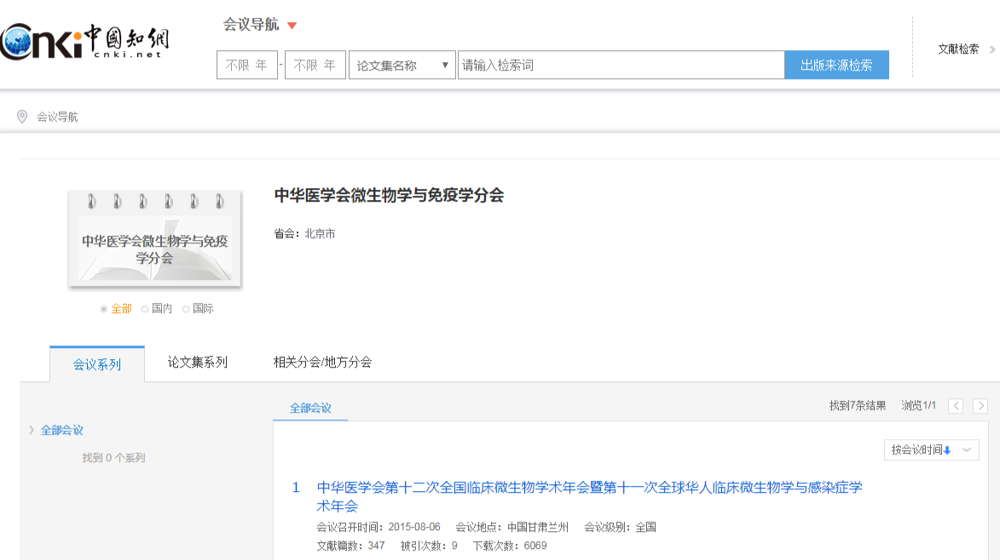 Cnki中國知網
cnki.net
会议导航
不限 年 - 不限 年 论文集名称 请输入检索词 出版来源检索
文献检索
会议导航
中华医学会微生物学与免疫学分会
省会：北京市
中华医学会微生物学与免疫
学分会
全部 国内 国际
会议系列 论文集系列 相关分会/地方分会
全部会议
找到7条结果 浏览1/1
全部会议
找到 0 个系列
按会议时间
1 中华医学会第十二次全国临床微生物学术年会暨第十一次全球华人临床微生物学与感染症学
术年会
会议召开时间：2015-08-06 会议地点：中国甘肃兰州 会议级别：全国
文献篇数：347 被引次数：9 下载次数：6069